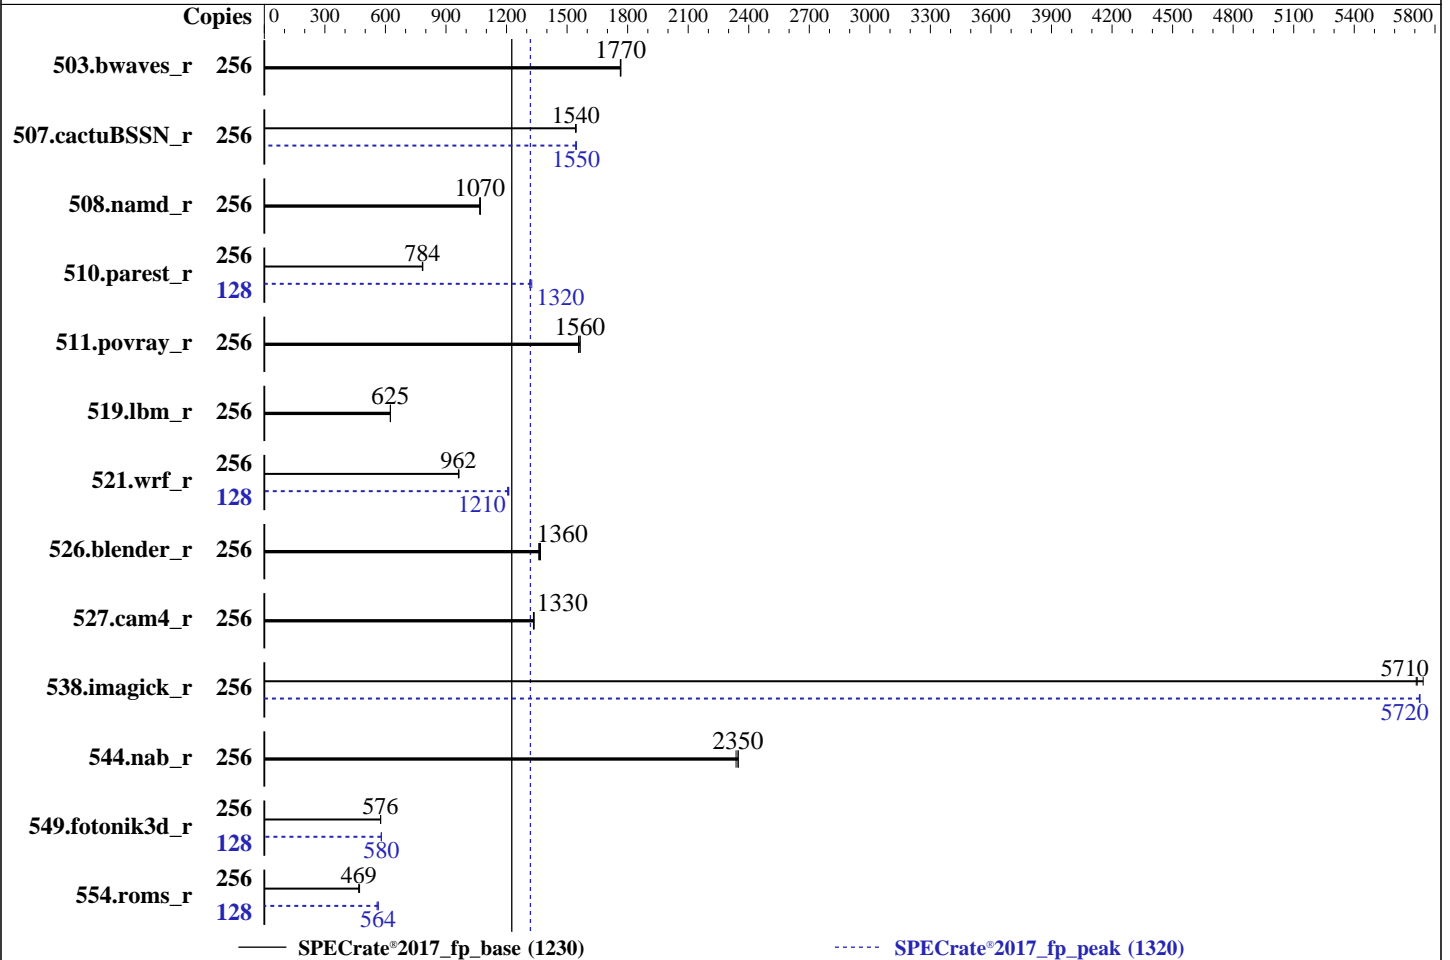 Copies 0 300 600 900 1200 1500 1800 2100 2400 2700 3000 3300 3600 3900 4200 4500 4800 5100 5400 5800
1770
503.bwaves_r 256
1540
507.cactuBSSN_r 256
1550
1070
508.namd_r 256
256 784
510.parest_r
128 1320
1560
511.povray_r 256
625
519.lbm_r 256
256 962
521.wrf_r
128 1210
1360
526.blender_r 256
1330
527.cam4_r 256
5710
538.imagick_r 256
5720
2350
544.nab_r 256
256 576
549.fotonik3d_r
128 580
256 469
554.roms_r
128 564
SPECrate®2017_fp_base (1230) SPECrate®2017_fp_peak (1320)